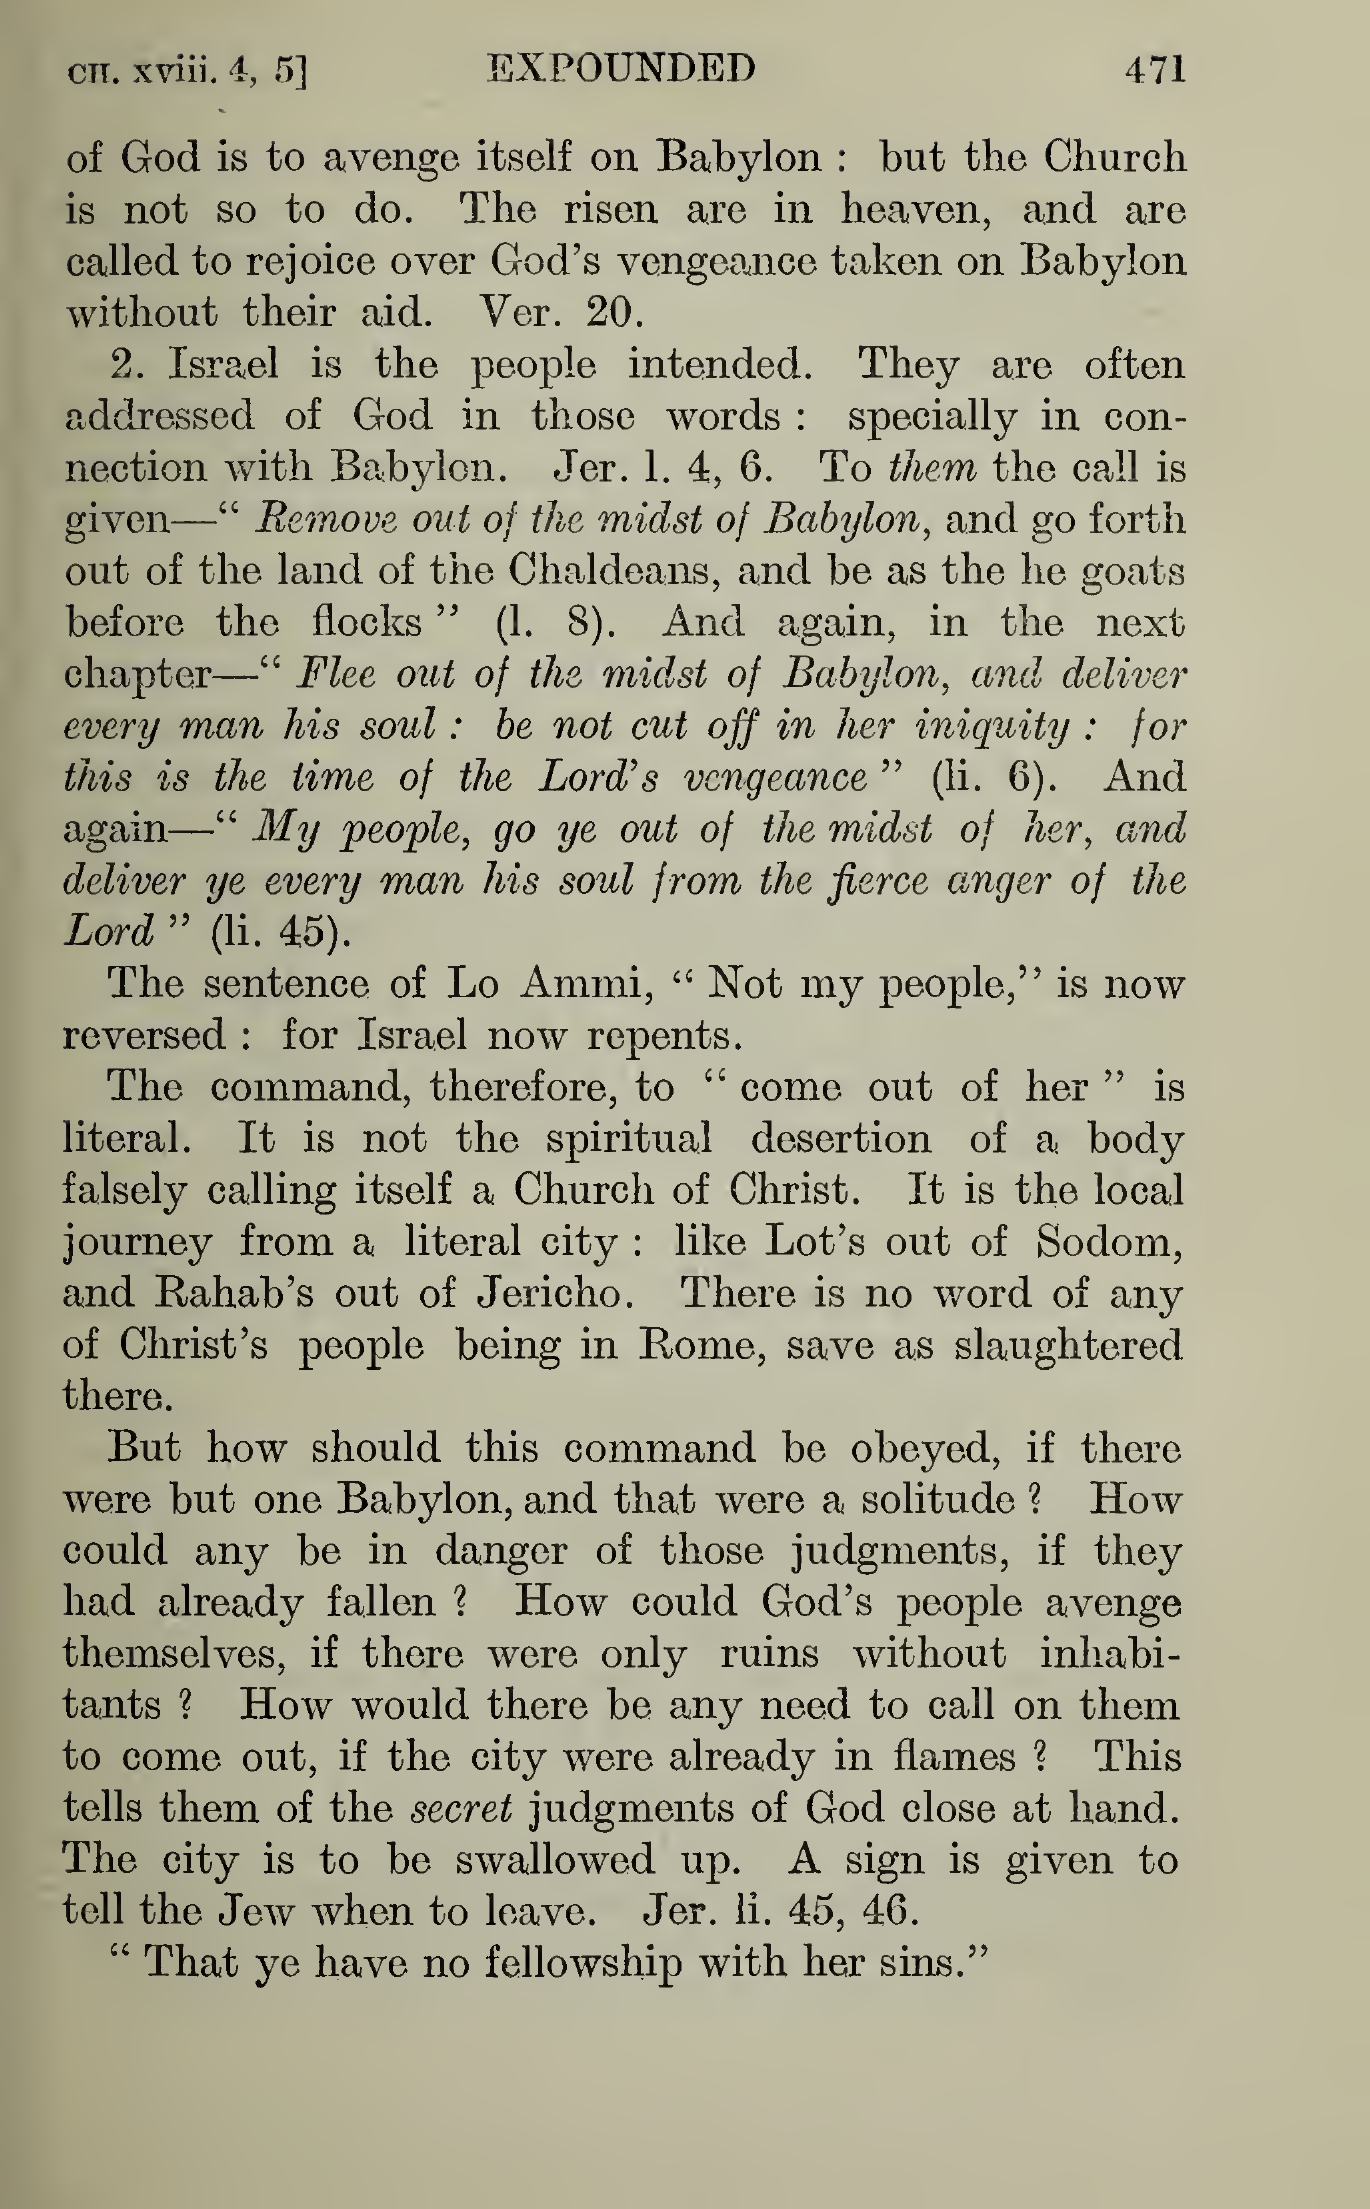 CH. xviii. 4, 5] EXPOUNDED 471
of God is to avenge itself on Babylon : but the Church
is not so to do. The risen are in heaven, and are
called to rejoice over God's vengeance taken on Babylon
without their aid. Ver. 20.
2. Israel is the people intended. They are often
addressed of God in those words : specially in con-
nection with Babylon. Jer. l. 4, 6. To them the call is
given—“ Remove out of the midst of Babylon, and go forth
out of the land of the Chaldeans, and be as the he goats
before the flocks ” (l. 8). And again, in the next
chapter—“ Flee out of the midst of Babylon, and deliver
every man his soul : be not cut off in her iniquity : for
this is the time of the Lord's vengeance ” (li. 6). And
again—“ My people, go ye out of the midst of her, and
deliver ye every man his soul from the fierce anger of the
Lord ” (li. 45).
The sentence of Lo Ammi, “ Not my people,” is now
reversed : for Israel now repents.
The command, therefore, to “ come out of her ” is
literal. It is not the spiritual desertion of a body
falsely calling itself a Church of Christ. It is the local
journey from a literal city : like Lot's out of Sodom,
and Rahab's out of Jericho. There is no word of any
of Christ's people being in Rome, save as slaughtered
there.
But how should this command be obeyed, if there
were but one Babylon, and that were a solitude ? How
could any be in danger of those judgments, if they
had already fallen ? How could God's people avenge
themselves, if there were only ruins without inhabi-
tants ? How would there be any need to call on them
to come out, if the city were already in flames ? This
tells them of the secret judgments of God close at hand.
The city is to be swallowed up. A sign is given to
tell the Jew when to leave. Jer. li. 45, 46.
“ That ye have no fellowship with her sins.”